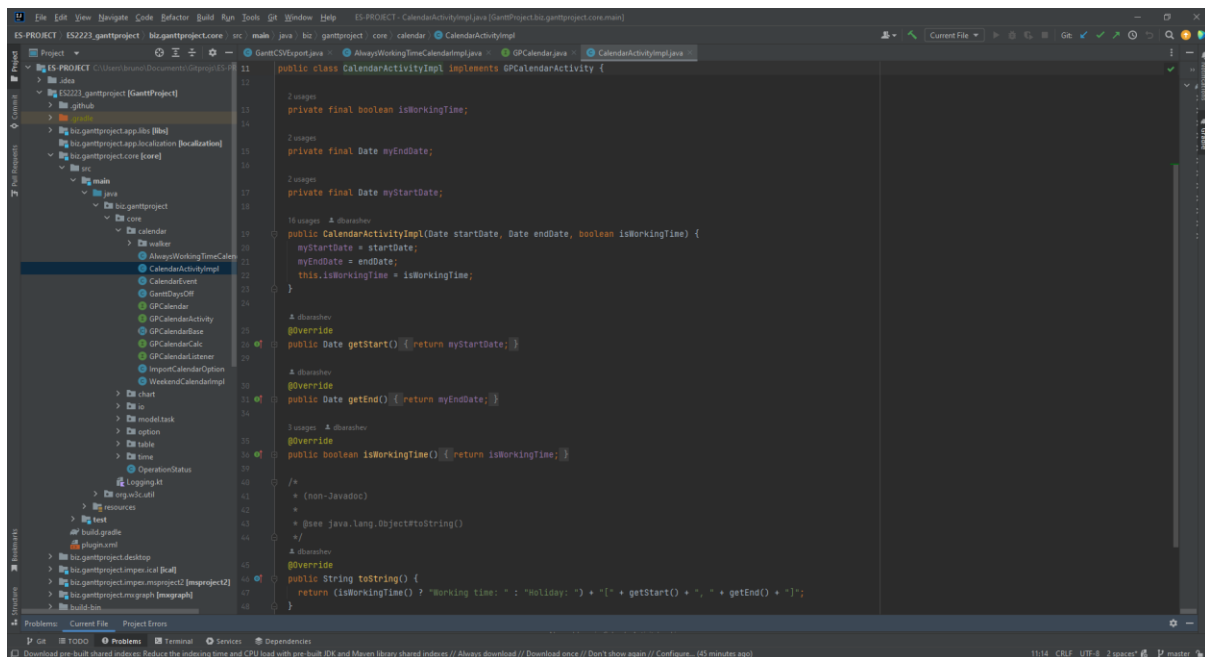 File Edit View Navigate Code Refactor Build Run Tools Git Window Help ES-PROJECT - CalendarActivityImpl.java [GanttProject.biz.ganttproject.core.main]
ES-PROJECT ES2223_ganttproject biz.ganttproject.core src main java biz ganttproject core calendar CalendarActivityImpl
Current File Git:
Project
GanttCSVExport.java AlwaysWorkingTimeCalendarImpl.java GPCalendar.java CalendarActivityImpl.java
ES-PROJECT
.idea
ES2223_ganttproject [GanttProject]
.github
.gradle
biz.ganttproject.app.libs [libs]
biz.ganttproject.app.localization [localization]
biz.ganttproject.core [core]
src
main
java
biz.ganttproject
core
calendar
walker
AlwaysWorkingTimeCalen
CalendarActivityImpl
CalendarEvent
GanttDaysOff
GPCalendar
GPCalendarActivity
GPCalendarBase
GPCalendarCalc
GPCalendarListener
ImportCalendarOption
WeekendCalendarImpl
chart
io
model.task
option
table
time
OperationStatus
Logging.kt
org.w3c.util
resources
test
build.gradle
plugin.xml
biz.ganttproject.desktop
biz.ganttproject.impex.ical [ical]
biz.ganttproject.impex.msproject2 [msproject2]
biz.ganttproject.mxgraph [mxgraph]
build-bin
Project
Commit
Pull Requests
Bookmarks
Structure
Notifications
Gradle
11 public class CalendarActivityImpl implements GPCalendarActivity {
12
2 usages
13 private final boolean isWorkingTime;
14
2 usages
15 private final Date myEndDate;
16
2 usages
17 private final Date myStartDate;
18
16 usages dbarashev
19 public CalendarActivityImpl(Date startDate, Date endDate, boolean isWorkingTime) {
20 myStartDate = startDate;
21 myEndDate = endDate;
22 this.isWorkingTime = isWorkingTime;
23 }
24
dbarashev
25 @Override
26 public Date getStart() { return myStartDate; }
29
dbarashev
30 @Override
31 public Date getEnd() { return myEndDate; }
34
3 usages dbarashev
35 @Override
36 public boolean isWorkingTime() { return isWorkingTime; }
39
40 /*
41 * (non-Javadoc)
42 *
43 * @see java.lang.Object#toString()
44 */
dbarashev
45 @Override
46 public String toString() {
47 return (isWorkingTime() ? "Working time: " : "Holiday: ") + "[" + getStart() + ", " + getEnd() + "]";
48 }
Problems: Current File Project Errors
Git TODO Problems Terminal Services Dependencies
Download pre-built shared indexes: Reduce the indexing time and CPU load with pre-built JDK and Maven library shared indexes // Always download // Download once // Don't show again // Configure... (45 minutes ago) 11:14 CRLF UTF-8 2 spaces* master